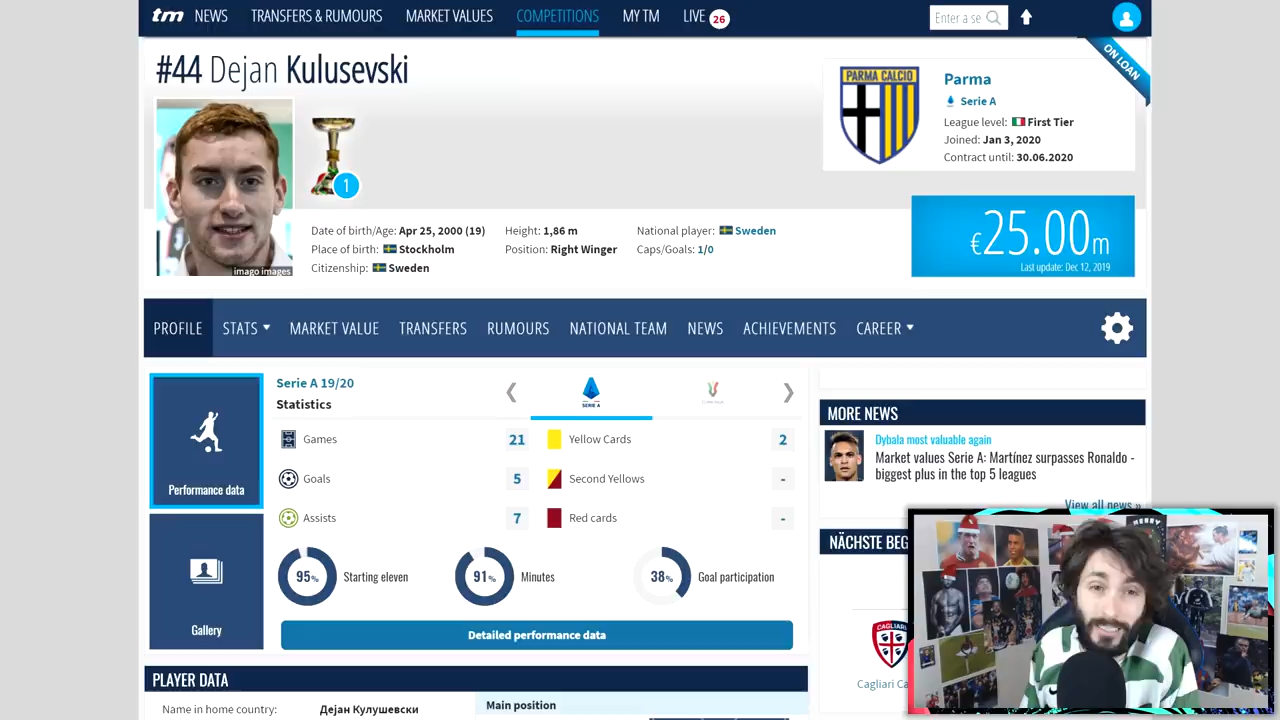 tm NEWS TRANSFERS & RUMOURS MARKET VALUES COMPETITIONS MY TM LIVE 26 Enter a se
#44 Dejan Kulusevski
ON LOAN
PARMA CALCIO
Parma
Serie A
League level: First Tier
Joined: Jan 3, 2020
Contract until: 30.06.2020
1
imago images
Date of birth/Age: Apr 25, 2000 (19)
Place of birth: Stockholm
Citizenship: Sweden
Height: 1,86 m
Position: Right Winger
National player: Sweden
Caps/Goals: 1/0
€25.00m
Last update: Dec 12, 2019
PROFILE STATS MARKET VALUE TRANSFERS RUMOURS NATIONAL TEAM NEWS ACHIEVEMENTS CAREER
Performance data
Gallery
Serie A 19/20
Statistics
SERIE A
Games 21 Yellow Cards 2
Goals 5 Second Yellows -
Assists 7 Red cards -
95% Starting eleven 91% Minutes 38% Goal participation
Detailed performance data
MORE NEWS
Dybala most valuable again
Market values Serie A: Martínez surpasses Ronaldo -
biggest plus in the top 5 leagues
View all news »
NÄCHSTE BEG
CAGLIARI
Cagliari Ca
MERRY
PLAYER DATA
Name in home country: Дејан Кулушевски
Main position